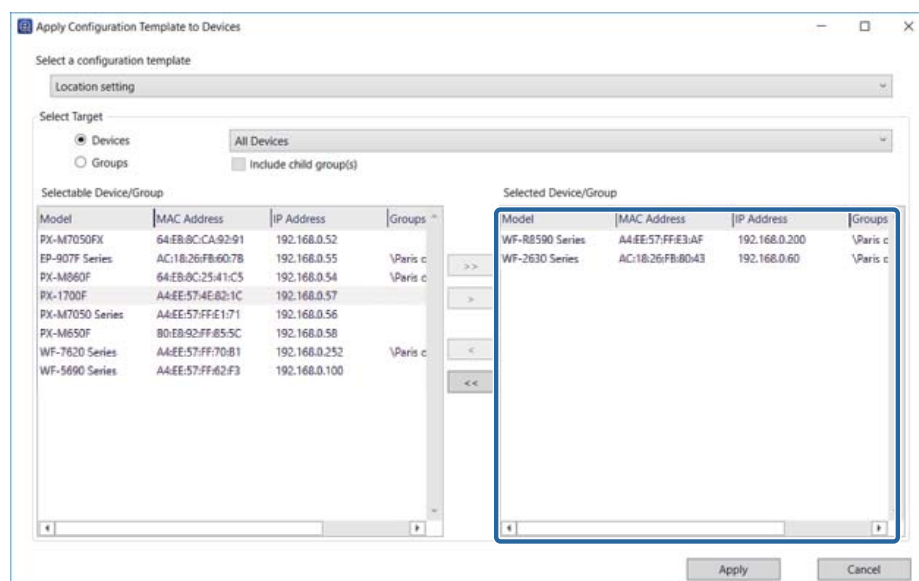 Apply Configuration Template to Devices
Select a configuration template
Location setting
Select Target
Devices All Devices
Groups Include child group(s)
Selectable Device/Group Selected Device/Group
Model MAC Address IP Address Groups Model MAC Address IP Address Groups
PX-M7050FX 64:EB:8C:CA:92:91 192.168.0.52 WF-R8590 Series A4:EE:57:FF:E3:AF 192.168.0.200 \Paris c
EP-907F Series AC:18:26:FB:60:7B 192.168.0.55 \Paris c >> WF-2630 Series AC:18:26:FB:80:43 192.168.0.60 \Paris c
PX-M860F 64:EB:8C:25:41:C5 192.168.0.54 \Paris c
PX-1700F A4:EE:57:4E:82:1C 192.168.0.57 >
PX-M7050 Series A4:EE:57:FF:E1:71 192.168.0.56
PX-M650F B0:E8:92:FF:85:5C 192.168.0.58
WF-7620 Series A4:EE:57:FF:70:B1 192.168.0.252 \Paris c <
WF-5690 Series A4:EE:57:FF:62:F3 192.168.0.100
<<
Apply Cancel